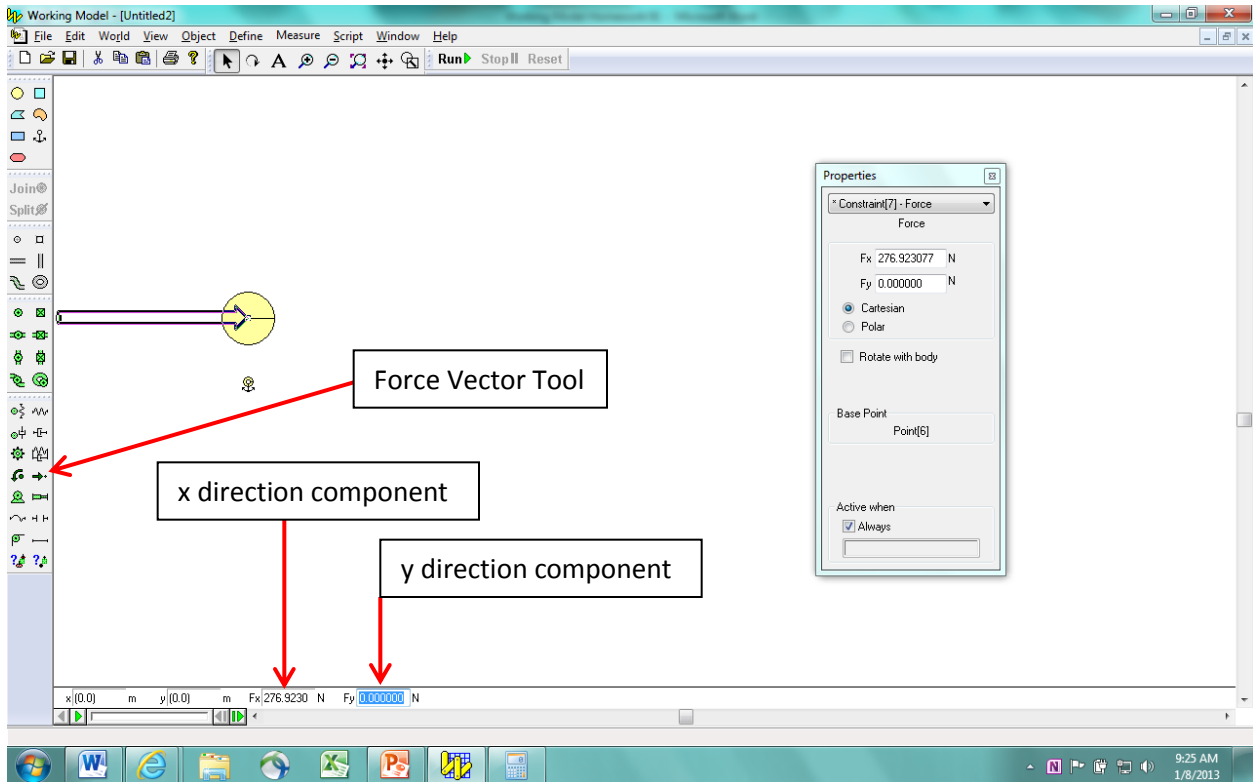 Working Model - [Untitled2]
File Edit World View Object Define Measure Script Window Help
A Run Stop Reset
Join
Split
Properties
* Constraint[7] - Force
Force
Fx 276.923077 N
Fy 0.000000 N
Cartesian
Polar
Rotate with body
Base Point
Point[6]
Active when
Always
Force Vector Tool
x direction component
y direction component
x (0.0) m y (0.0) m Fx 276.9230 N Fy 0.000000 N
9:25 AM
1/8/2013